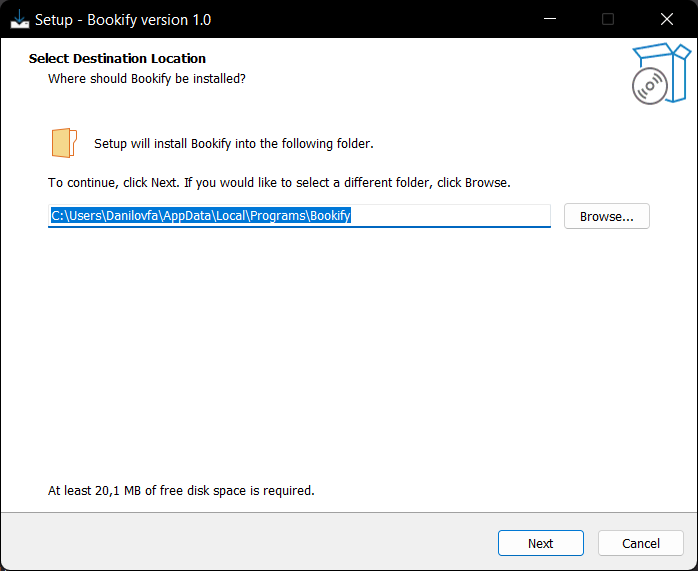 Setup - Bookify version 1.0
Select Destination Location
Where should Bookify be installed?
Setup will install Bookify into the following folder.
To continue, click Next. If you would like to select a different folder, click Browse.
C:\Users\Danilovfa\AppData\Local\Programs\Bookify
Browse...
At least 20,1 MB of free disk space is required.
Next
Cancel